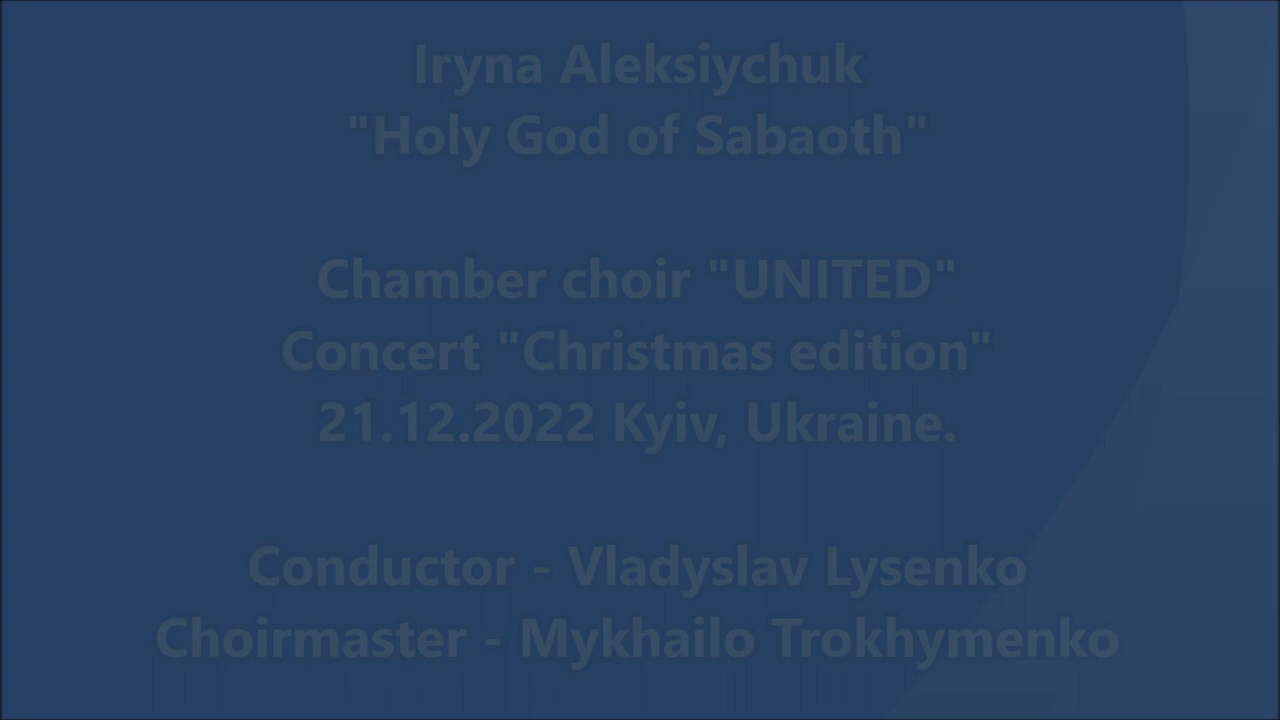 Iryna Aleksiychuk
"Holy God of Sabaoth"
Chamber choir "UNITED"
Concert "Christmas edition"
21.12.2022 Kyiv, Ukraine.
Conductor - Vladyslav Lysenko
Choirmaster - Mykhailo Trokhymenko